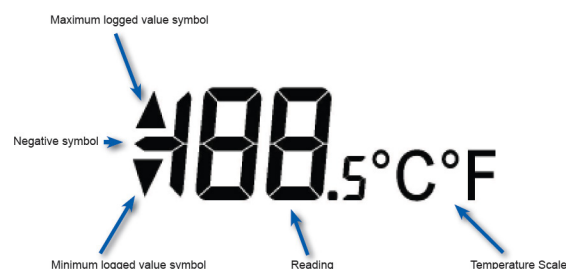 Maximum logged value symbol
Negative symbol
188.5°C°F
Minimum logged value symbol
Reading
Temperature Scale